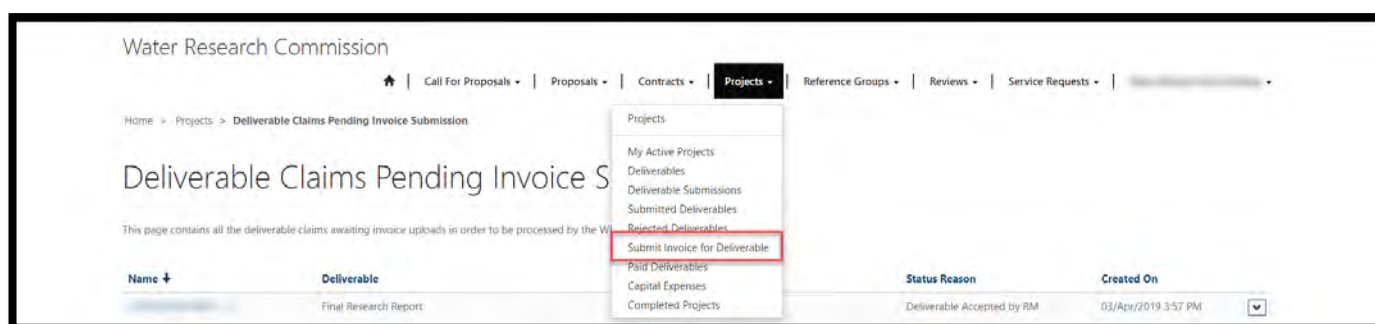 Water Research Commission
Call For Proposals | Proposals | Contracts | Projects | Reference Groups | Reviews | Service Requests |
Home > Projects > Deliverable Claims Pending Invoice Submission
Projects
My Active Projects
Deliverables
Deliverable Submissions
Submitted Deliverables
Rejected Deliverables
Submit Invoice for Deliverable
Paid Deliverables
Capital Expenses
Completed Projects
Deliverable Claims Pending Invoice S
This page contains all the deliverable claims awaiting invoice uploads in order to be processed by the W
Name Deliverable Status Reason Created On
Final Research Report Deliverable Accepted by RM 03/Apr/2019 3:57 PM